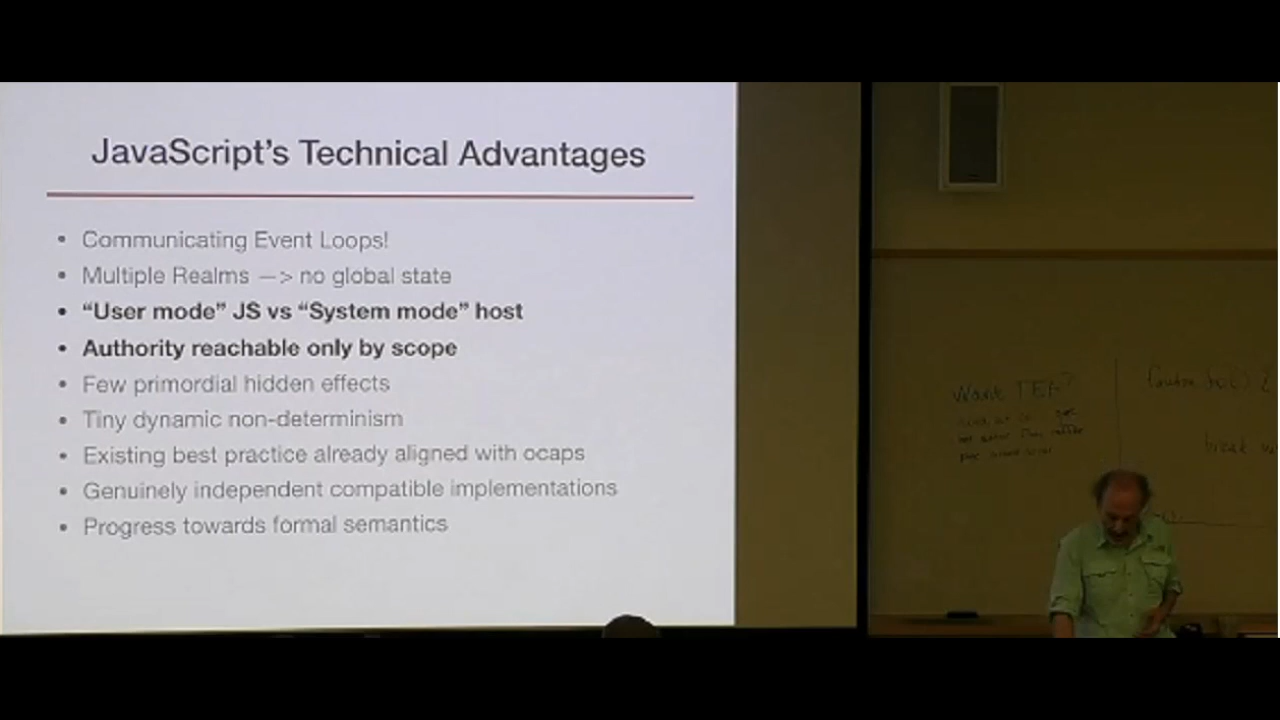 JavaScript's Technical Advantages
• Communicating Event Loops!
• Multiple Realms —> no global state
• “User m” JS vs “System mode” host
• Authority reachable only by scope
• Few primordial hidden effects
• Tiny dynamic non-determinism
• Existing best practice already aligned with ocaps
• Genuinely independent compatible implementations
• Progress towards formal semantics
Want
break